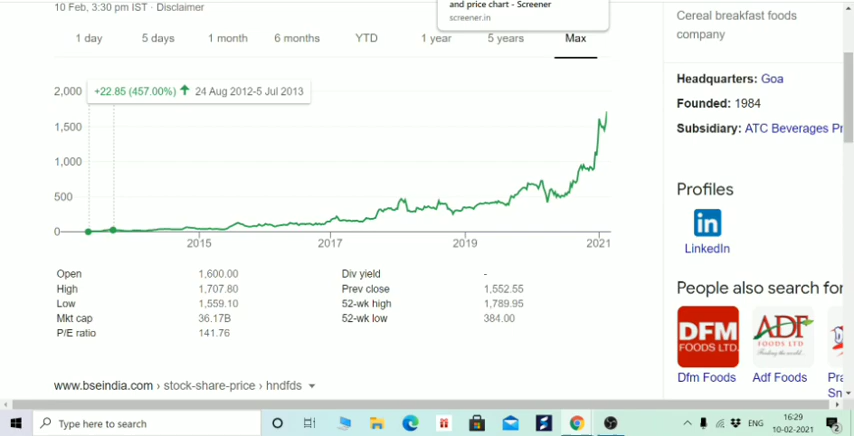 10 Feb, 3:30 pm IST · Disclaimer
and price chart - Screener
screener.in
1 day 5 days 1 month 6 months YTD 1 year 5 years Max
+22.85 (457.00%) ↑ 24 Aug 2012-5 Jul 2013
2,000
1,500
1,000
500
0
2015 2017 2019 2021
Open 1,600.00 Div yield -
High 1,707.80 Prev close 1,552.55
Low 1,559.10 52-wk high 1,789.95
Mkt cap 36.17B 52-wk low 384.00
P/E ratio 141.76
www.bseindia.com › stock-share-price › hndfds
Cereal breakfast foods
company
Headquarters: Goa
Founded: 1984
Subsidiary: ATC Beverages Pr
Profiles
in
LinkedIn
People also search for
DFM
FOODS LTD.
ADF
FOODS LTD
Dfm Foods Adf Foods Pra
Sn
Type here to search
ENG
16:29
10-02-2021
2